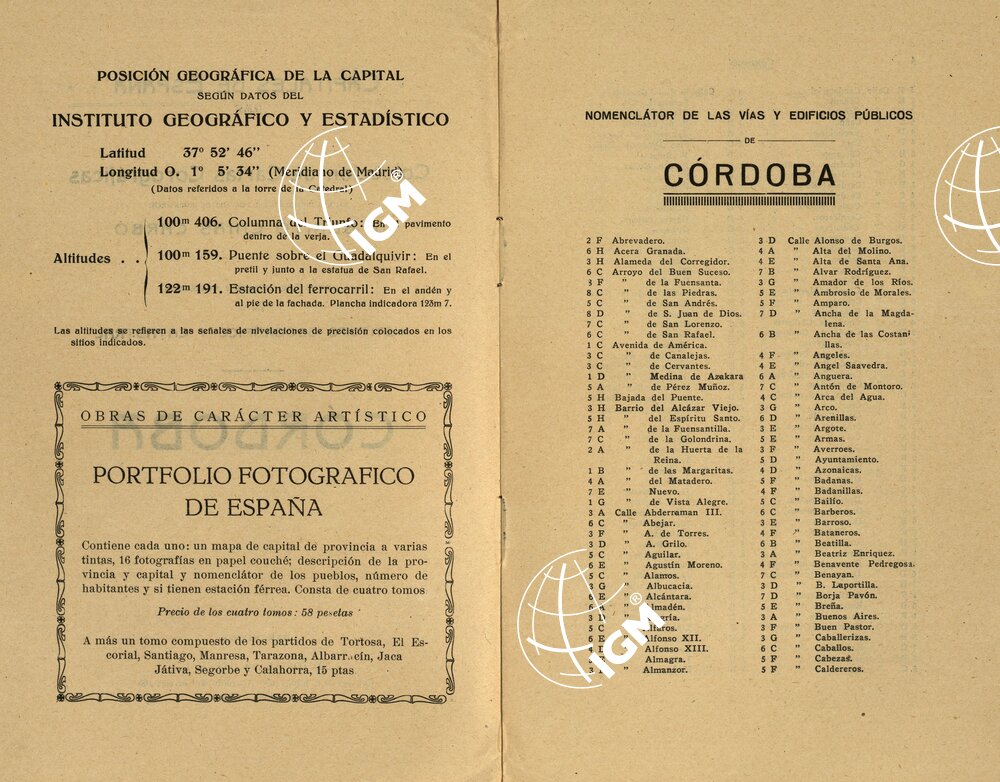 POSICIÓN GEOGRÁFICA DE LA CAPITAL
SEGÚN DATOS DEL
INSTITUTO GEOGRÁFICO Y ESTADÍSTICO
Latitud 37º 52' 46''
Longitud O. 1º 5' 34'' (Meridiano de Madrid)
(Datos referidos a la torre de la Catedral)
100m 406. Columna del Triunfo: En el pavimento
dentro de la verja.
Altitudes . . 100m 159. Puente sobre el Guadalquivir: En el
pretil y junto a la estatua de San Rafael.
122m 191. Estación del ferrocarril: En el andén y
al pie de la fachada. Plancha indicadora 123m 7.
Las altitudes se refieren a las señales de nivelaciones de precisión colocados en los
sitios indicados.
OBRAS DE CARÁCTER ARTÍSTICO
PORTFOLIO FOTOGRAFICO
DE ESPAÑA
Contiene cada uno: un mapa de capital de provincia a varias
tintas, 16 fotografías en papel couché; descripción de la pro-
vincia y capital y nomenclátor de los pueblos, número de
habitantes y si tienen estación férrea. Consta de cuatro tomos
Precio de los cuatro tomos: 58 pesetas
A más un tomo compuesto de los partidos de Tortosa, El Es-
corial, Santiago, Manresa, Tarazona, Albarracín, Jaca
Játiva, Segorbe y Calahorra, 15 ptas
NOMENCLÁTOR DE LAS VÍAS Y EDIFICIOS PÚBLICOS
DE
CÓRDOBA
2 F Abrevadero.
6 H Acera Granada.
3 H Alameda del Corregidor.
6 C Arroyo del Buen Suceso.
3 F " de la Fuensanta.
8 C " de las Piedras.
5 C " de San Andrés.
8 D " de S. Juan de Dios.
7 C " de San Lorenzo.
6 C " de San Rafael.
1 C Avenida de América.
3 C " de Canalejas.
3 C " de Cervantes.
1 D " Medina de Azakara
5 A " de Pérez Muñoz.
5 H Bajada del Puente.
3 H Barrio del Alcázar Viejo.
5 H " del Espíritu Santo.
7 A " de la Fuensantilla.
7 C " de la Golondrina.
2 A " de la Huerta de la
Reina.
1 B " de las Margaritas.
4 A " del Matadero.
7 E " Nuevo.
1 G " de Vista Alegre.
3 A Calle Abderraman III.
6 C " Abejar.
3 F " A. de Torres.
3 D " A. Grilo.
5 C " Aguilar.
6 E " Agustín Moreno.
5 C " Alamos.
3 G " Albucacia.
6 E " Alcántara.
" Almadén.
5 C " Alfaros.
6 E " Alfonso XII.
4 D " Alfonso XIII.
5 F " Almagra.
3 " Almanzor.
3 D Calle Alonso de Burgos.
4 A " Alta del Molino.
4 E " Alta de Santa Ana.
7 B " Alvar Rodríguez.
3 G " Amador de los Ríos.
5 E " Ambrosio de Morales.
5 F " Amparo.
7 D " Ancha de la Magda-
lena.
6 B " Ancha de las Costani-
llas.
4 F " Angeles.
4 E " Angel Saavedra.
6 A " Anguera.
7 C " Antón de Montoro.
4 C " Arca del Agua.
3 G " Arco.
6 D " Arenillas.
3 E " Argote.
5 E " Armas.
3 F " Averroes.
5 D " Ayuntamiento.
4 D " Azonaicas.
5 F " Badanas.
4 F " Badanillas.
5 C " Bailío.
6 C " Barberos.
3 E " Barroso.
4 F " Bataneros.
6 B " Beatilla.
3 A " Beatriz Enriquez.
4 F " Benavente Pedregosa.
7 C " Benayan.
3 D " B. Laportilla.
7 D " Borja Pavón.
5 E " Breña.
3 A " Buenos Aires.
3 F " Buen Pastor.
3 G " Caballerizas.
6 C " Caballos.
5 F " Cabezas.
5 F " Caldereros.
IGM®
IGM®